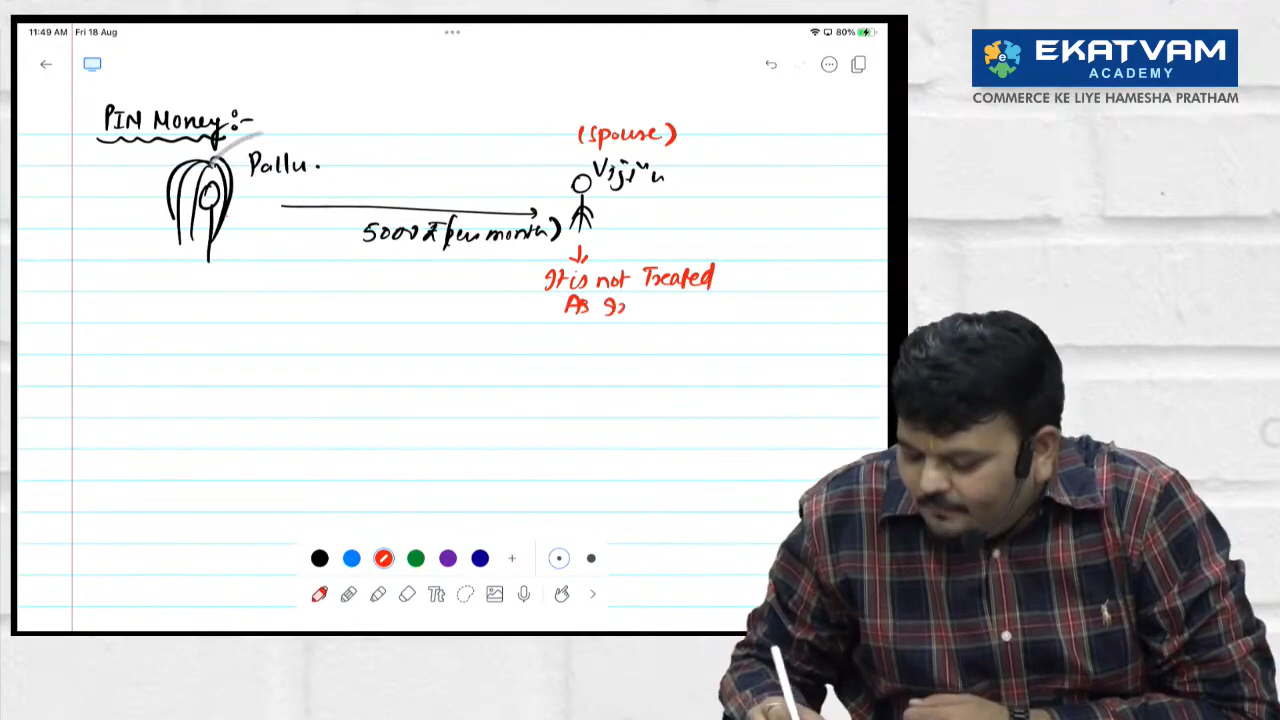 11:49 AM Fri 18 Aug
80%
EKATVAM
ACADEMY
COMMERCE KE LIYE HAMESHA PRATHAM
PIN Money:-
(Spouse)
Pallu.
5000 ₹ (per month)
It is not Treated
As
Tt